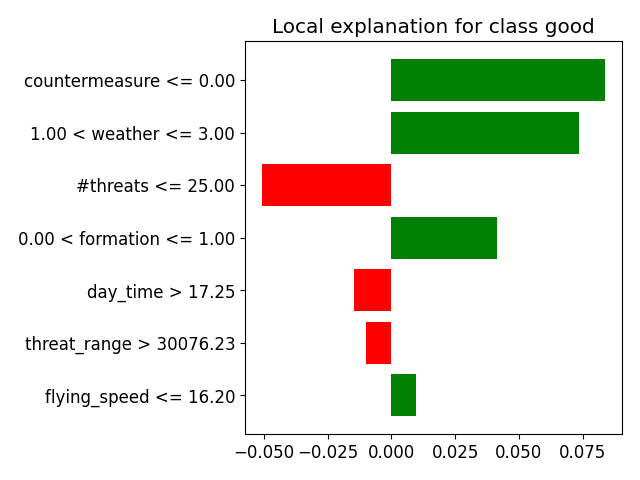 Local explanation for class good
countermeasure <= 0.00
1.00 < weather <= 3.00
#threats <= 25.00
0.00 < formation <= 1.00
day_time > 17.25
threat_range > 30076.23
flying_speed <= 16.20
−0.050 −0.025 0.000 0.025 0.050 0.075